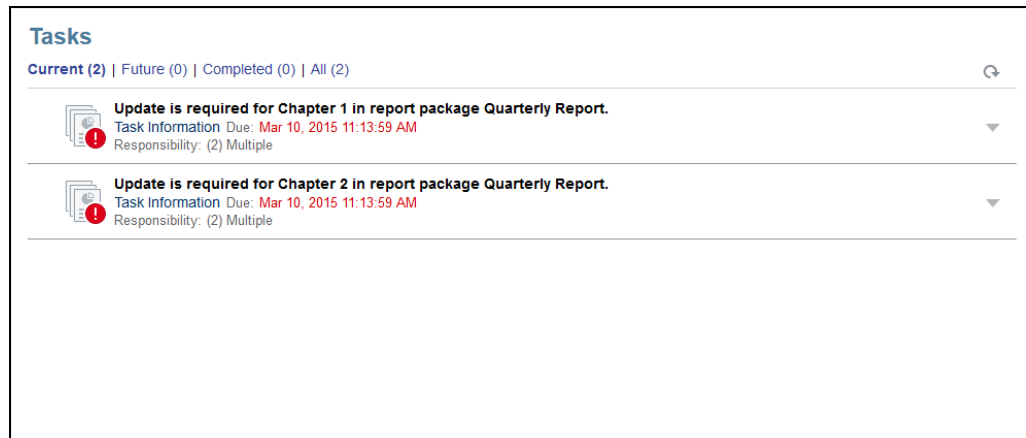 Tasks
Current (2) | Future (0) | Completed (0) | All (2)
Update is required for Chapter 1 in report package Quarterly Report.
Task Information Due: Mar 10, 2015 11:13:59 AM
Responsibility: (2) Multiple
Update is required for Chapter 2 in report package Quarterly Report.
Task Information Due: Mar 10, 2015 11:13:59 AM
Responsibility: (2) Multiple